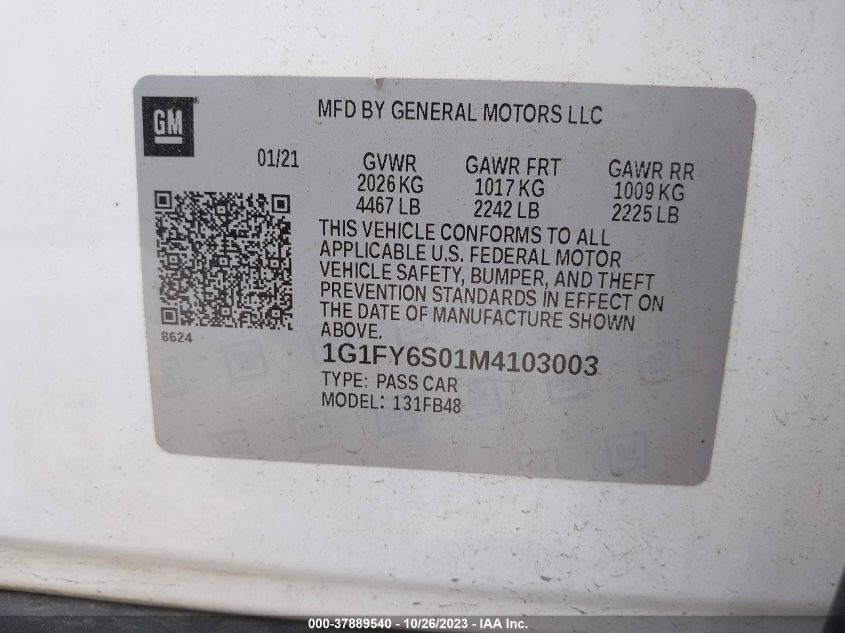 GM
MFD BY GENERAL MOTORS LLC
01/21
GVWR GAWR FRT GAWR RR
2026 KG 1017 KG 1009 KG
4467 LB 2242 LB 2225 LB
THIS VEHICLE CONFORMS TO ALL
APPLICABLE U.S. FEDERAL MOTOR
VEHICLE SAFETY, BUMPER, AND THEFT
PREVENTION STANDARDS IN EFFECT ON
THE DATE OF MANUFACTURE SHOWN
ABOVE.
8624
1G1FY6S01M4103003
TYPE: PASS CAR
MODEL: 131FB48
000-37889540 - 10/26/2023 - IAA Inc.